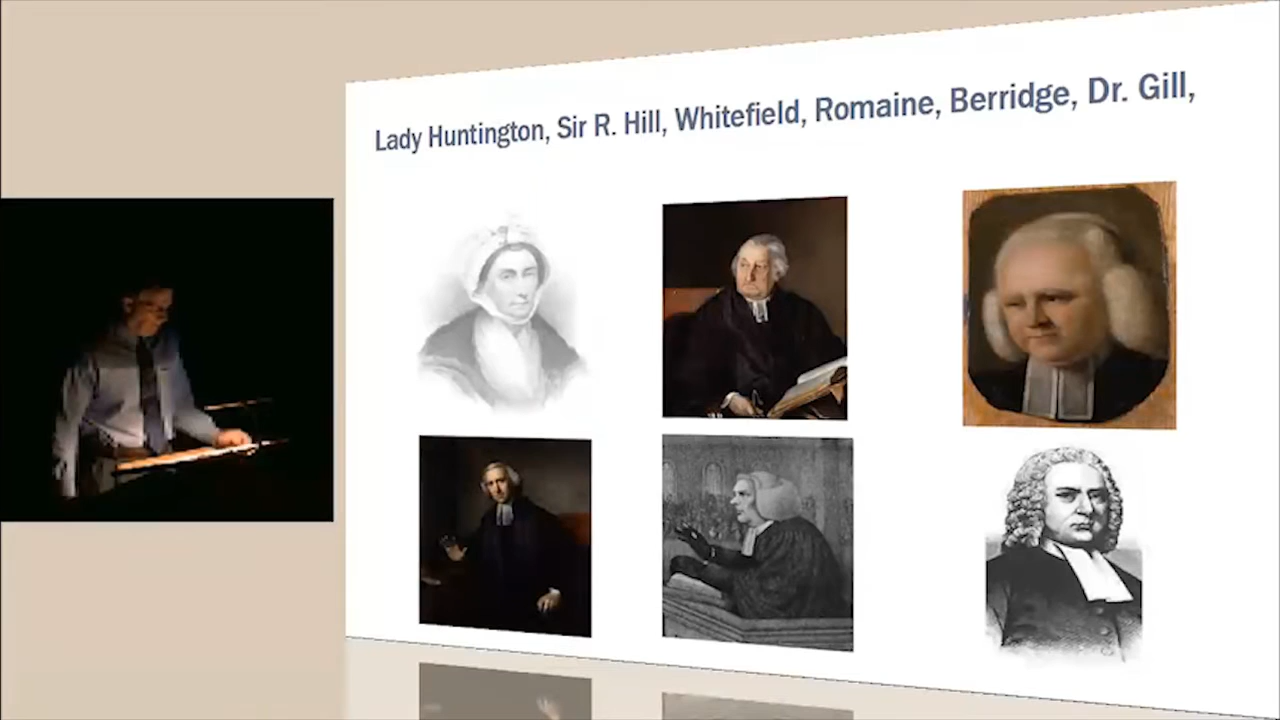 Lady Huntington, Sir R. Hill, Whitefield, Romaine, Berridge, Dr. Gill,